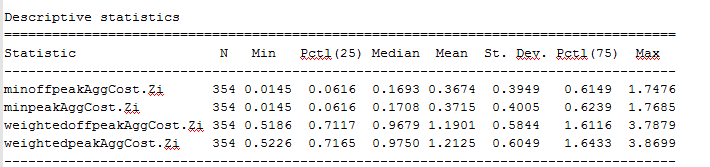 Descriptive statistics
================================================================================
Statistic N Min Pctl(25) Median Mean St. Dev. Pctl(75) Max
--------------------------------------------------------------------------------
minoffpeakAggCost.Zi 354 0.0145 0.0616 0.1693 0.3674 0.3949 0.6149 1.7476
minpeakAggCost.Zi 354 0.0145 0.0616 0.1708 0.3715 0.4005 0.6239 1.7685
weightedoffpeakAggCost.Zi 354 0.5186 0.7117 0.9679 1.1901 0.5844 1.6116 3.7879
weightedpeakAggCost.Zi 354 0.5226 0.7165 0.9750 1.2125 0.6049 1.6433 3.8699
--------------------------------------------------------------------------------